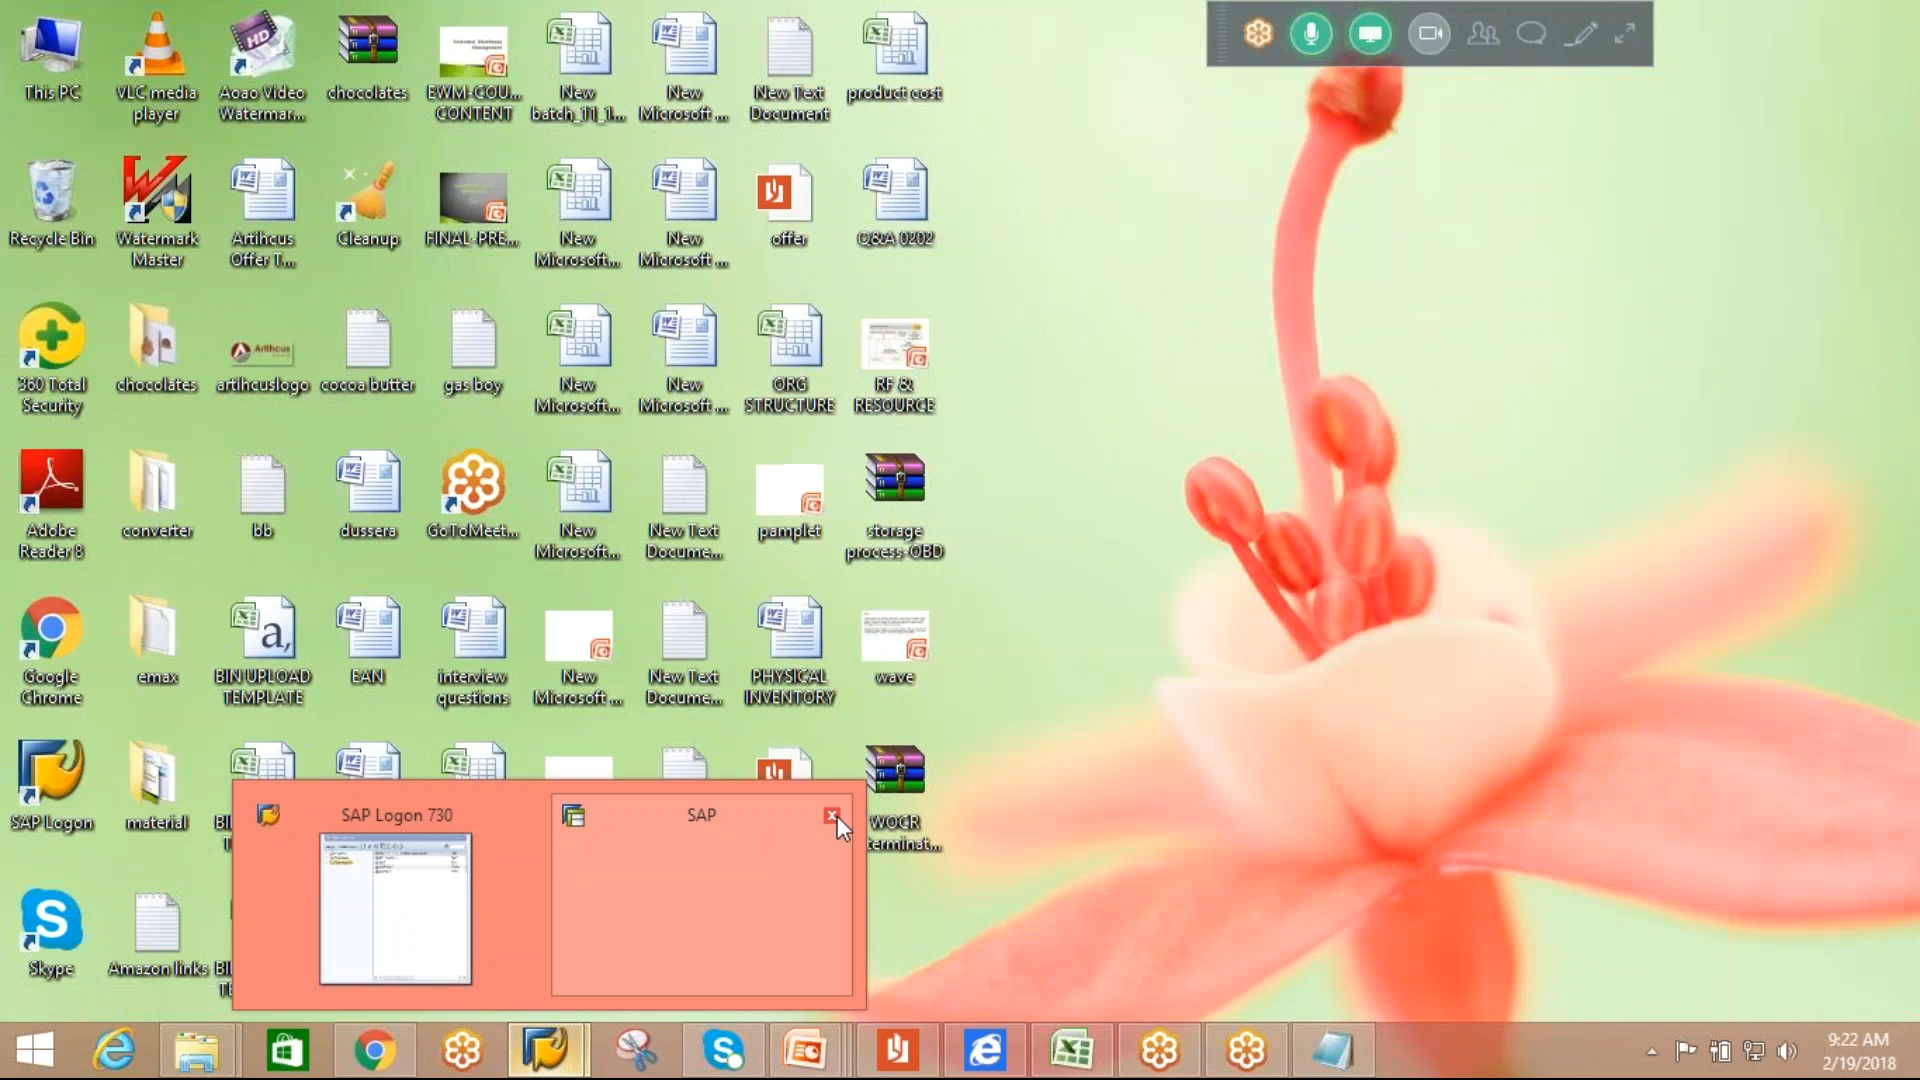 This PC
VLC media
player
Aoao Video
Watermar...
chocolates
EWM-COU...
CONTENT
New
batch_11_1...
New
Microsoft ...
New Text
Document
product cost
Recycle Bin
Watermark
Master
Artihcus
Offer T...
Cleanup
FINAL-PRE...
New
Microsoft...
New
Microsoft ...
offer
Q&A 0202
360 Total
Security
chocolates
Artihcus
artihcuslogo
cocoa butter
gas boy
New
Microsoft...
New
Microsoft ...
ORG
STRUCTURE
RF &
RESOURCE
Adobe
Reader 8
converter
bb
dussera
GoToMeet...
New
Microsoft...
New Text
Docume...
pamplet
storage
process-OBD
Google
Chrome
emax
BIN UPLOAD
TEMPLATE
EAN
interview
questions
New
Microsoft ...
New Text
Docume...
PHYSICAL
INVENTORY
wave
SAP Logon
material
SAP Logon 730
SAP
WOCR
terminat...
Skype
Amazon links
9:22 AM
2/19/2018